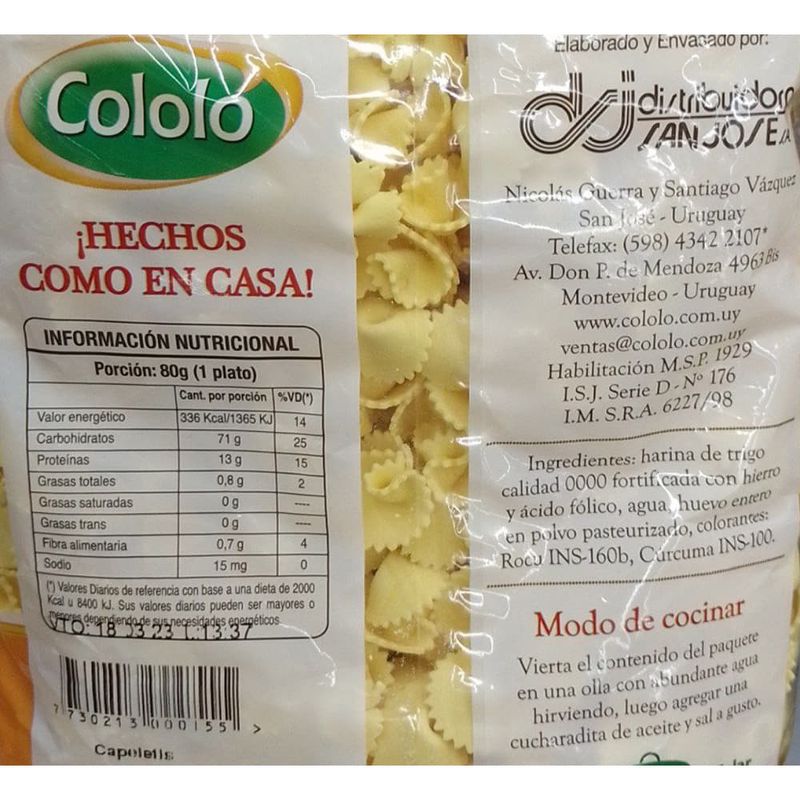 Cololo
¡HECHOS
COMO EN CASA!
INFORMACIÓN NUTRICIONAL
Porción: 80g (1 plato)
Cant. por porción %VD(*)
Valor energético 336 Kcal/1365 KJ 14
Carbohidratos 71 g 25
Proteínas 13 g 15
Grasas totales 0,8 g 2
Grasas saturadas 0 g ----
Grasas trans 0 g ----
Fibra alimentaria 0,7 g 4
Sodio 15 mg 0
(*) Valores Diarios de referencia con base a una dieta de 2000
Kcal u 8400 kJ. Sus valores diarios pueden ser mayores o
menores dependiendo de sus necesidades energéticos
VTO: 18 03 23 L:13:37
7 730213 000155 >
Capeletis
Elaborado y Envasado por:
dsj distribuidora
SAN JOSE SA
Nicolás Guerra y Santiago Vázquez
San José - Uruguay
Telefax: (598) 4342 2107*
Av. Don P. de Mendoza 4963 Bis
Montevideo - Uruguay
www.cololo.com.uy
ventas@cololo.com.uy
Habilitación M.S.P. 1929
I.S.J. Serie D - Nº 176
I.M. S.R.A. 6227/98
Ingredientes: harina de trigo
calidad 0000 fortificada con hierro
y ácido fólico, agua, huevo entero
en polvo pasteurizado, colorantes:
Rocú INS-160b, Cúrcuma INS-100.
Modo de cocinar
Vierta el contenido del paquete
en una olla con abundante agua
hirviendo, luego agregar una
cucharadita de aceite y sal a gusto.